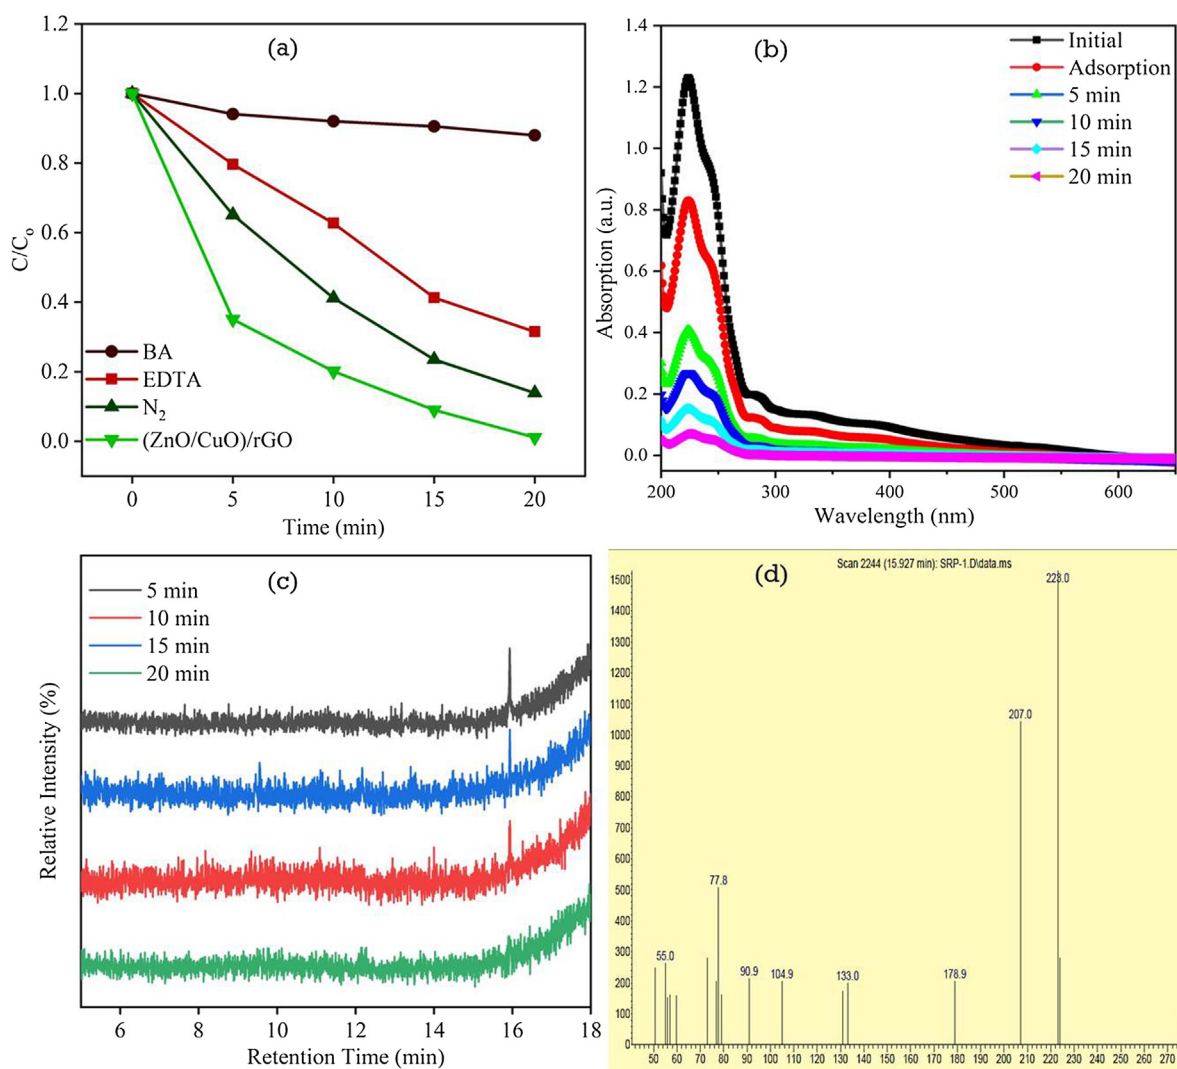 (a)
1.2
1.0
0.8
0.6
0.4
0.2
0.0
C/Co
BA
EDTA
N2
(ZnO/CuO)/rGO
0 5 10 15 20
Time (min)
(b)
1.4
1.2
1.0
0.8
0.6
0.4
0.2
0.0
Absorption (a.u.)
Initial
Adsorption
5 min
10 min
15 min
20 min
200 300 400 500 600
Wavelength (nm)
(c)
5 min
10 min
15 min
20 min
Relative Intensity (%)
6 8 10 12 14 16 18
Retention Time (min)
Scan 2244 (15.927 min): SRP-1.D\data.ms
(d)
1500
1400
1300
1200
1100
1000
900
800
700
600
500
400
300
200
100
0
228.0
207.0
77.8
55.0
90.9
104.9
133.0
178.9
50 60 70 80 90 100 110 120 130 140 150 160 170 180 190 200 210 220 230 240 250 260 270